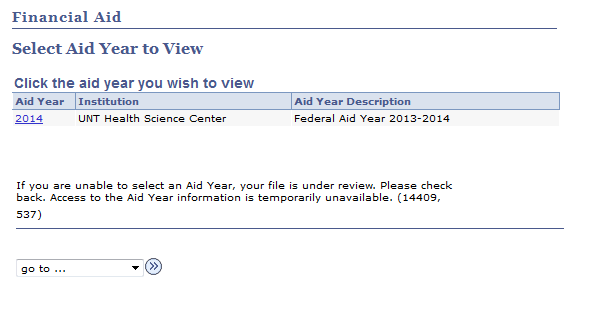 Financial Aid
Select Aid Year to View
Click the aid year you wish to view
Aid Year Institution Aid Year Description
2014 UNT Health Science Center Federal Aid Year 2013-2014
If you are unable to select an Aid Year, your file is under review. Please check
back. Access to the Aid Year information is temporarily unavailable. (14409,
537)
go to ...